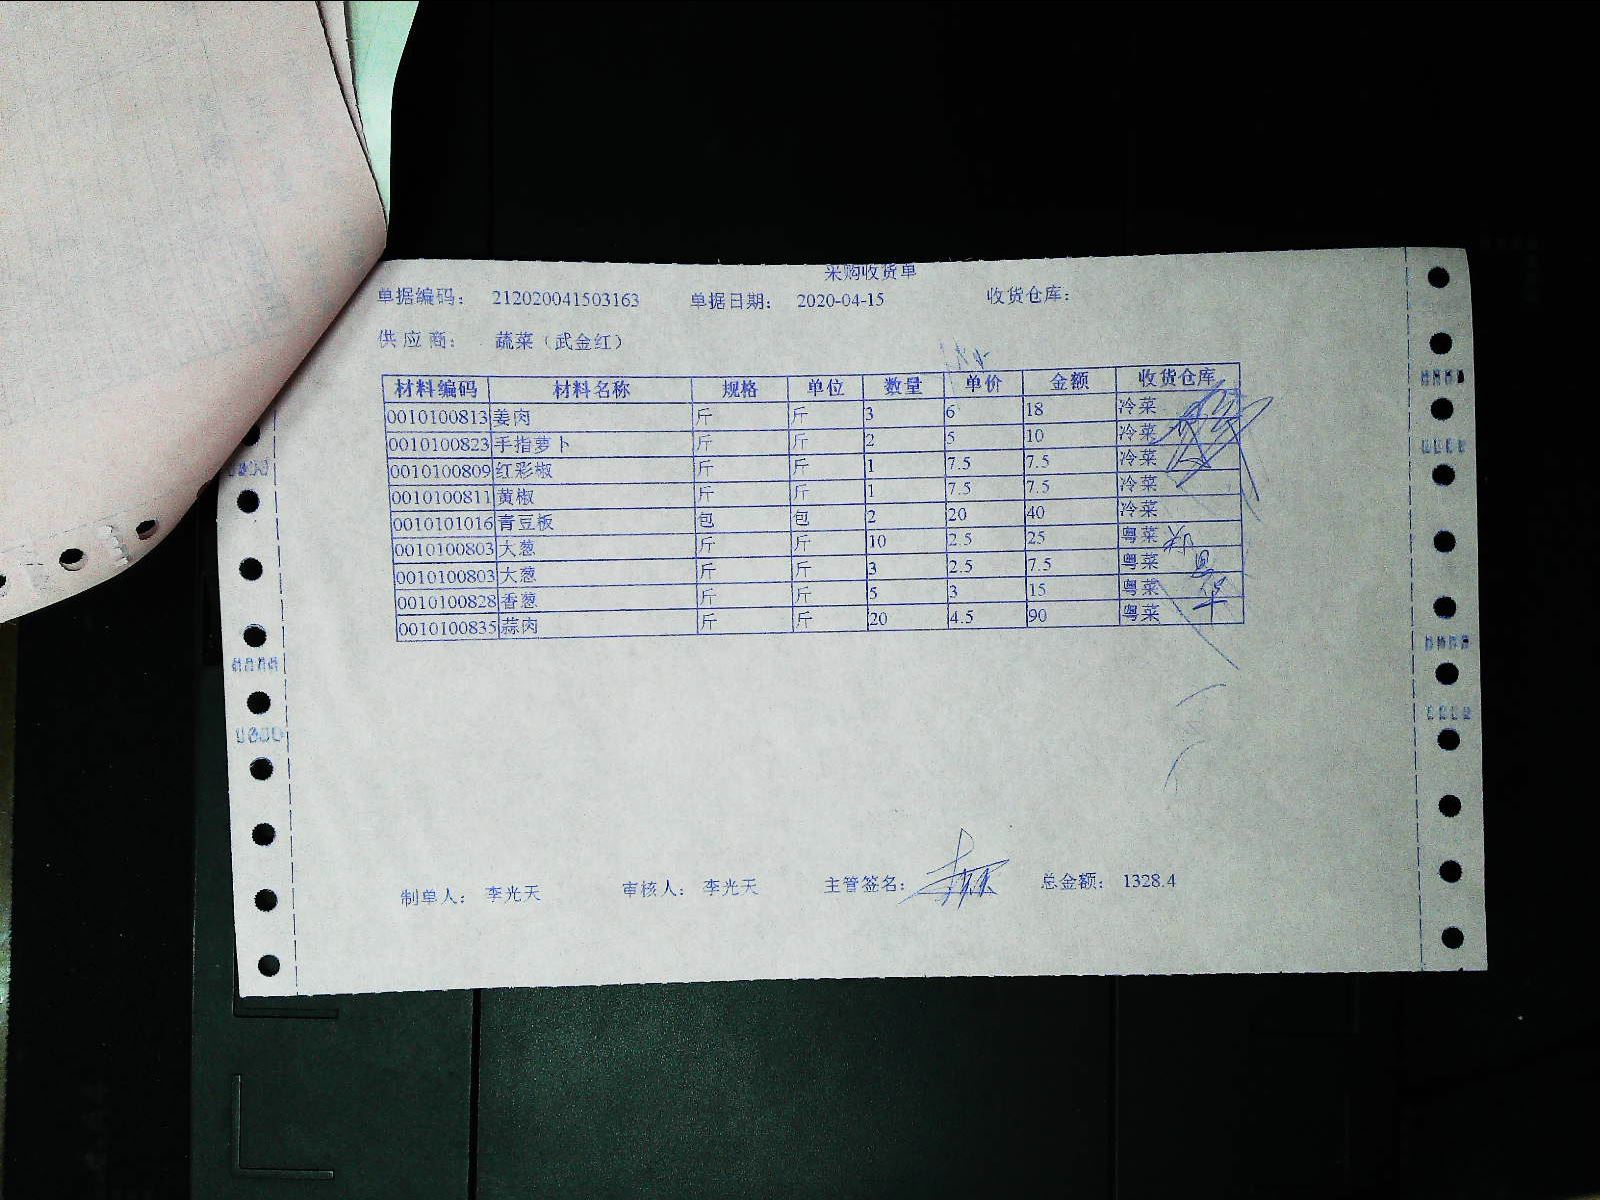 采购收货单
单据编码： 212020041503163 单据日期： 2020-04-15 收货仓库：
供 应 商： 蔬菜（武金红）
材料编码 材料名称 规格 单位 数量 单价 金额 收货仓库
0010100813 姜肉 斤 斤 3 6 18 冷菜
0010100823 手指萝卜 斤 斤 2 5 10 冷菜
0010100809 红彩椒 斤 斤 1 7.5 7.5 冷菜
0010100811 黄椒 斤 斤 1 7.5 7.5 冷菜
0010101016 青豆板 包 包 2 20 40 冷菜
0010100803 大葱 斤 斤 10 2.5 25 粤菜
0010100803 大葱 斤 斤 3 2.5 7.5 粤菜
0010100828 香葱 斤 斤 5 3 15 粤菜
0010100835 蒜肉 斤 斤 20 4.5 90 粤菜
制单人： 李光天 审核人： 李光天 主管签名： 总金额： 1328.4